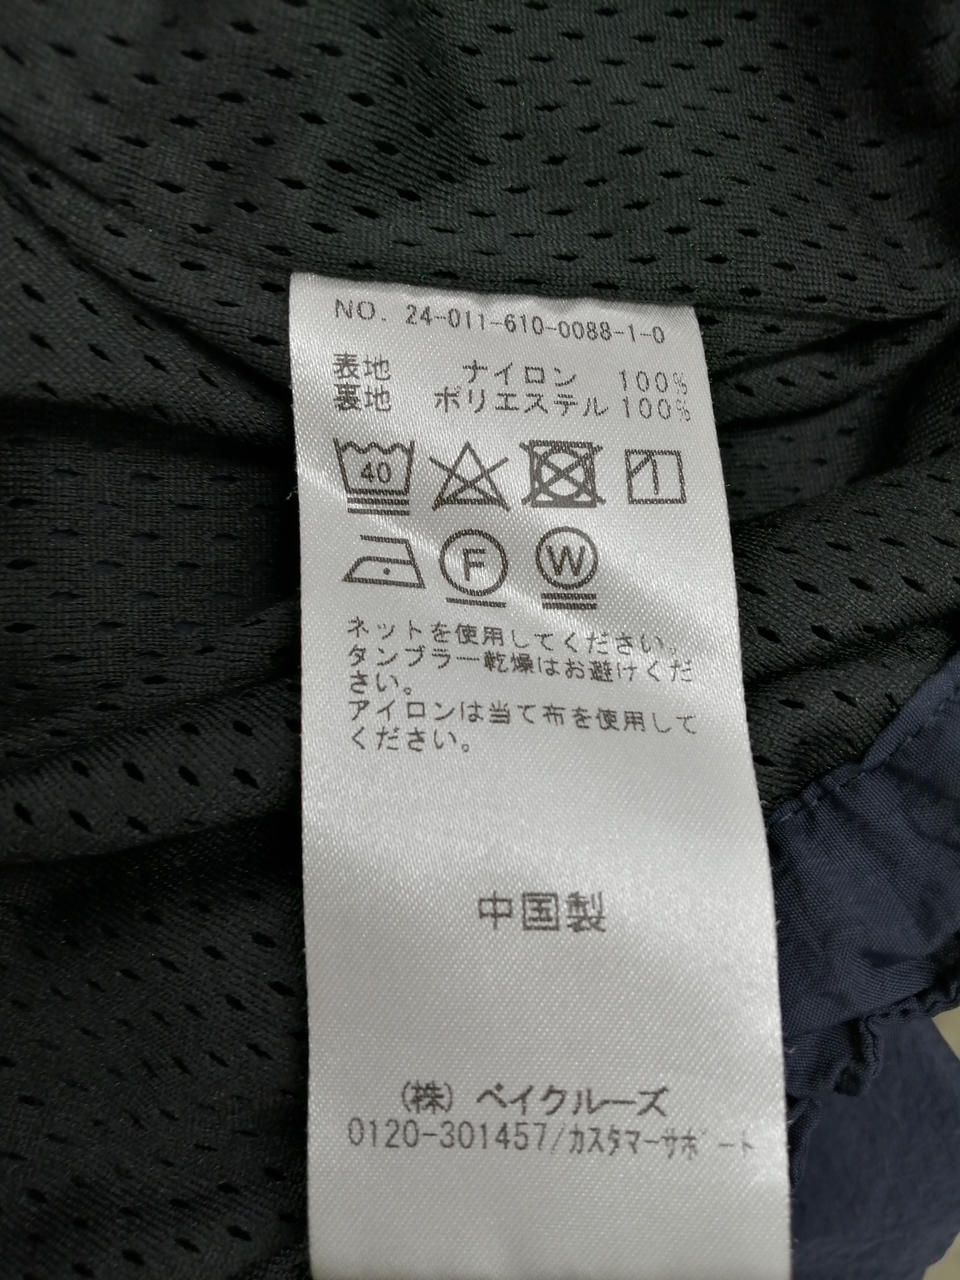 NO. 24-011-610-0088-1-0
表地 ナイロン 100%
裏地 ポリエステル 100%
40
F W
ネットを使用してください。
タンブラー乾燥はお避けくだ
さい。
アイロンは当て布を使用して
ください。
中国製
(株) ベイクルーズ
0120-301457/カスタマーサポート